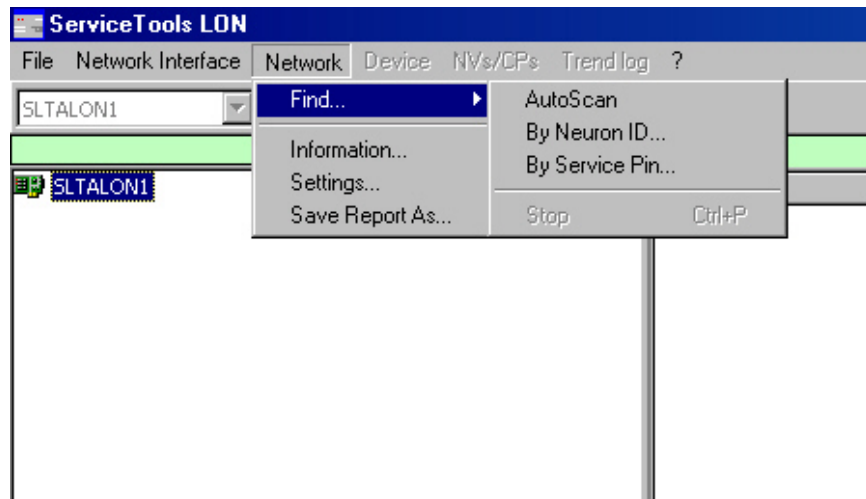 ServiceTools LON
File Network Interface Network Device NVs/CPs Trend log ?
SLTALON1
Find...
Information...
Settings...
Save Report As...
AutoScan
By Neuron ID...
By Service Pin...
Stop Ctrl+P
SLTALON1